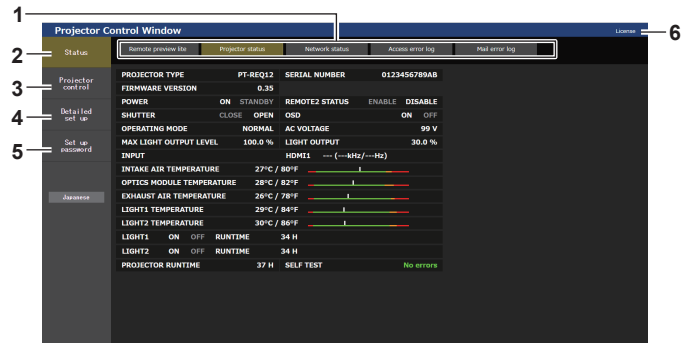 1
Projector Control Window
License
6
2
Status
Remote preview lite
Projector status
Network status
Access error log
Mail error log
3
Projector
control
4
Detailed
set up
5
Set up
password
Japanese
PROJECTOR TYPE PT-REQ12 SERIAL NUMBER 0123456789AB
FIRMWARE VERSION 0.35
POWER ON STANDBY REMOTE2 STATUS ENABLE DISABLE
SHUTTER CLOSE OPEN OSD ON OFF
OPERATING MODE NORMAL AC VOLTAGE 99 V
MAX LIGHT OUTPUT LEVEL 100.0 % LIGHT OUTPUT 30.0 %
INPUT HDMI1 --- (---kHz/---Hz)
INTAKE AIR TEMPERATURE 27°C / 80°F
OPTICS MODULE TEMPERATURE 28°C / 82°F
EXHAUST AIR TEMPERATURE 26°C / 78°F
LIGHT1 TEMPERATURE 29°C / 84°F
LIGHT2 TEMPERATURE 30°C / 86°F
LIGHT1 ON OFF RUNTIME 34 H
LIGHT2 ON OFF RUNTIME 34 H
PROJECTOR RUNTIME 37 H SELF TEST No errors